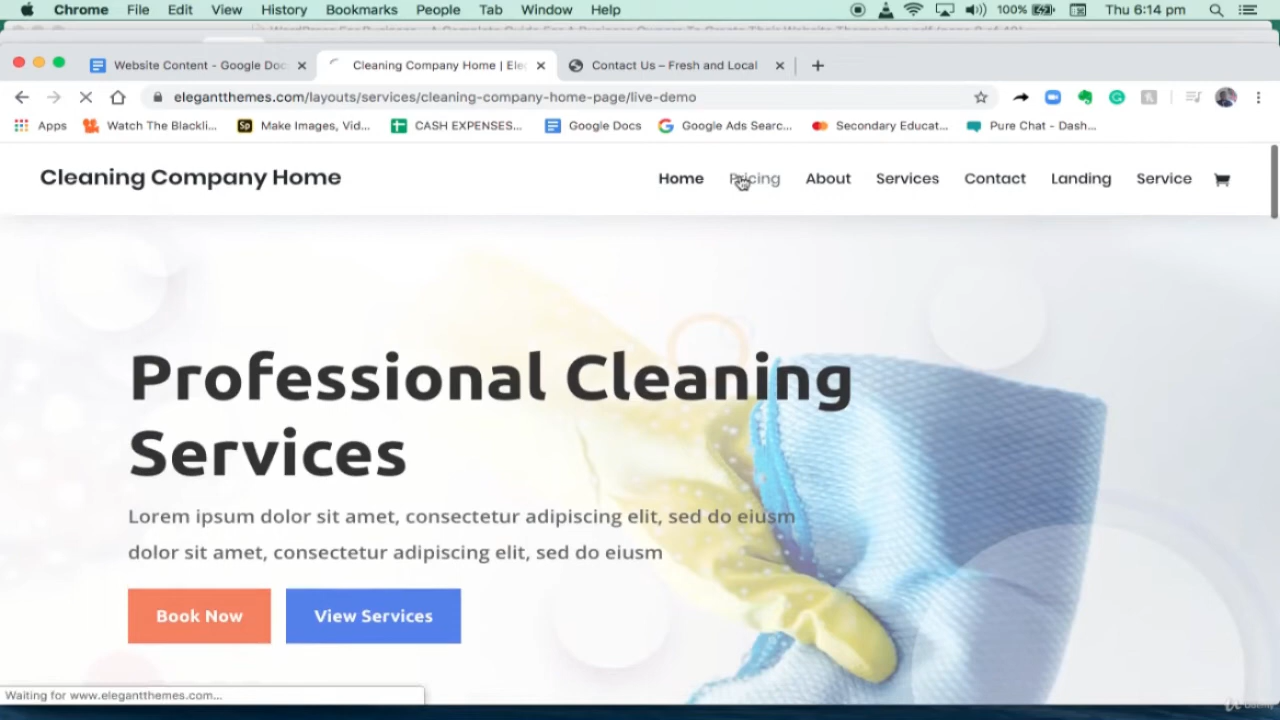 Chrome File Edit View History Bookmarks People Tab Window Help 100% Thu 6:14 pm
Website Content - Google Doc Cleaning Company Home | Ele Contact Us – Fresh and Local
elegantthemes.com/layouts/services/cleaning-company-home-page/live-demo
Apps Watch The Blackli... Make Images, Vid... CASH EXPENSES... Google Docs Google Ads Searc... Secondary Educat... Pure Chat - Dash...
Cleaning Company Home Home Pricing About Services Contact Landing Service
Professional Cleaning
Services
Lorem ipsum dolor sit amet, consectetur adipiscing elit, sed do eiusm
dolor sit amet, consectetur adipiscing elit, sed do eiusm
Book Now View Services
Waiting for www.elegantthemes.com...
Udemy